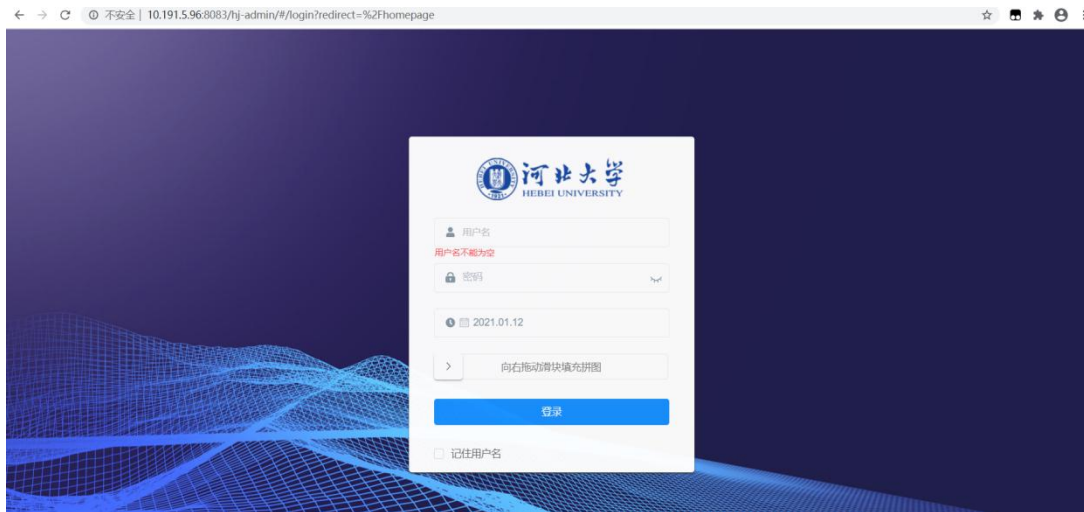 不安全 | 10.191.5.96:8083/hj-admin/#/login?redirect=%2Fhomepage
河北大学
HEBEI UNIVERSITY
用户名
用户名不能为空
密码
2021.01.12
向右拖动滑块填充拼图
登录
记住用户名